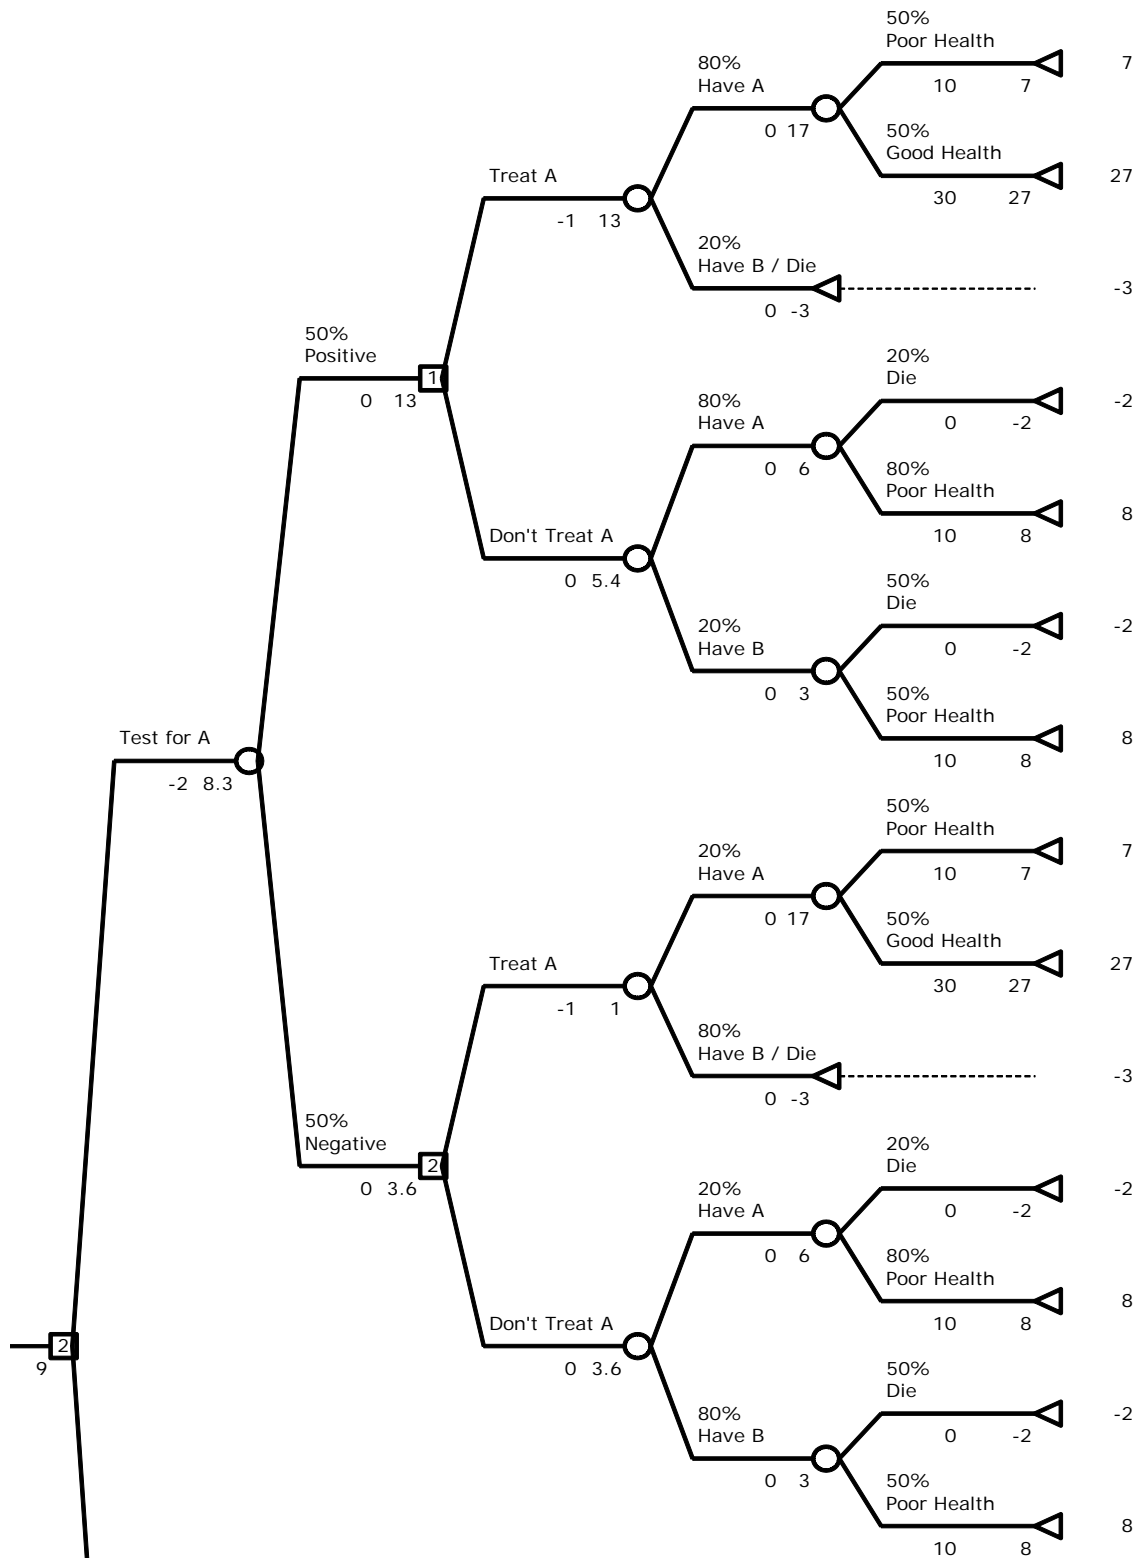 50%
Poor Health
10 7
7
80%
Have A
0 17
50%
Good Health
30 27
27
Treat A
-1 13
20%
Have B / Die
0 -3
-3
50%
Positive
0 13
1
20%
Die
0 -2
-2
80%
Have A
0 6
80%
Poor Health
10 8
8
Don't Treat A
0 5.4
50%
Die
0 -2
-2
20%
Have B
0 3
50%
Poor Health
10 8
8
Test for A
-2 8.3
50%
Poor Health
10 7
7
20%
Have A
0 17
50%
Good Health
30 27
27
Treat A
-1 1
80%
Have B / Die
0 -3
-3
50%
Negative
0 3.6
2
20%
Die
0 -2
-2
20%
Have A
0 6
80%
Poor Health
10 8
8
Don't Treat A
0 3.6
2
9
50%
Die
0 -2
-2
80%
Have B
0 3
50%
Poor Health
10 8
8